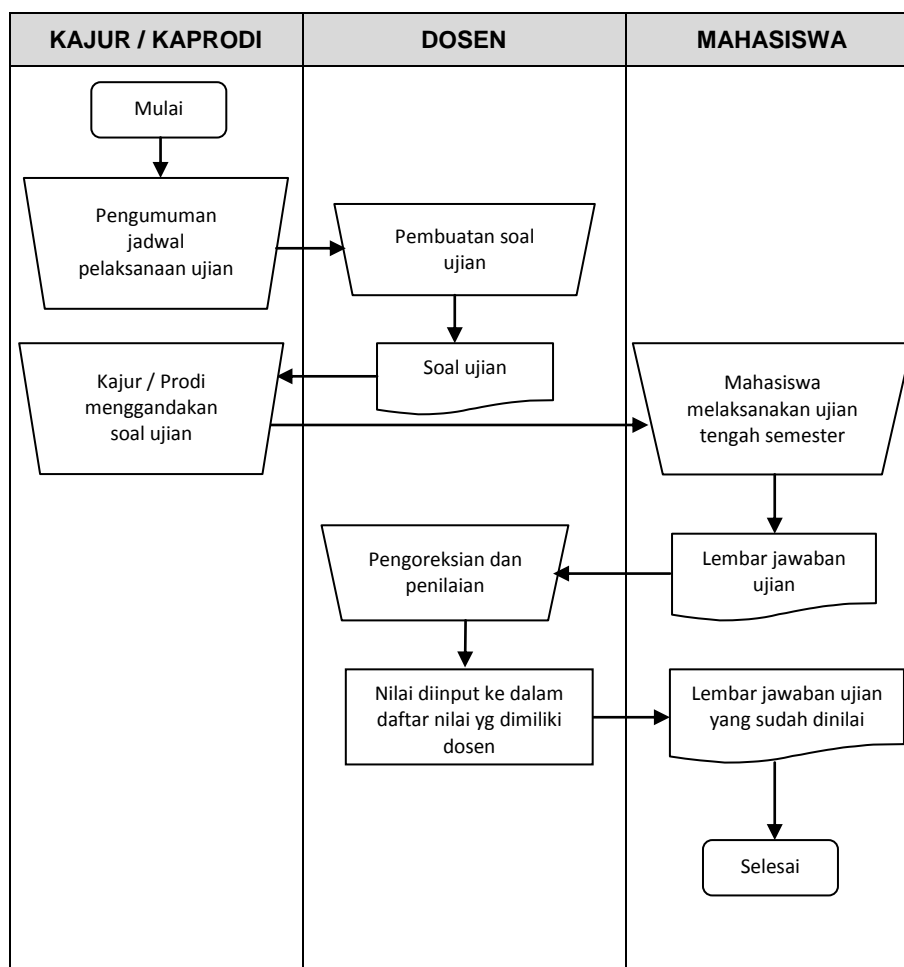 KAJUR / KAPRODI
DOSEN
MAHASISWA
Mulai
Pengumuman
jadwal
pelaksanaan ujian
Pembuatan soal
ujian
Soal ujian
Kajur / Prodi
menggandakan
soal ujian
Mahasiswa
melaksanakan ujian
tengah semester
Lembar jawaban
ujian
Pengoreksian dan
penilaian
Nilai diinput ke dalam
daftar nilai yg dimiliki
dosen
Lembar jawaban ujian
yang sudah dinilai
Selesai